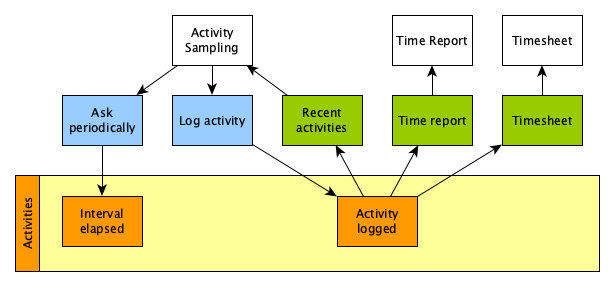 Activity
Sampling
Time Report
Timesheet
Ask
periodically
Log activity
Recent
activities
Time report
Timesheet
Activities
Interval
elapsed
Activity
logged